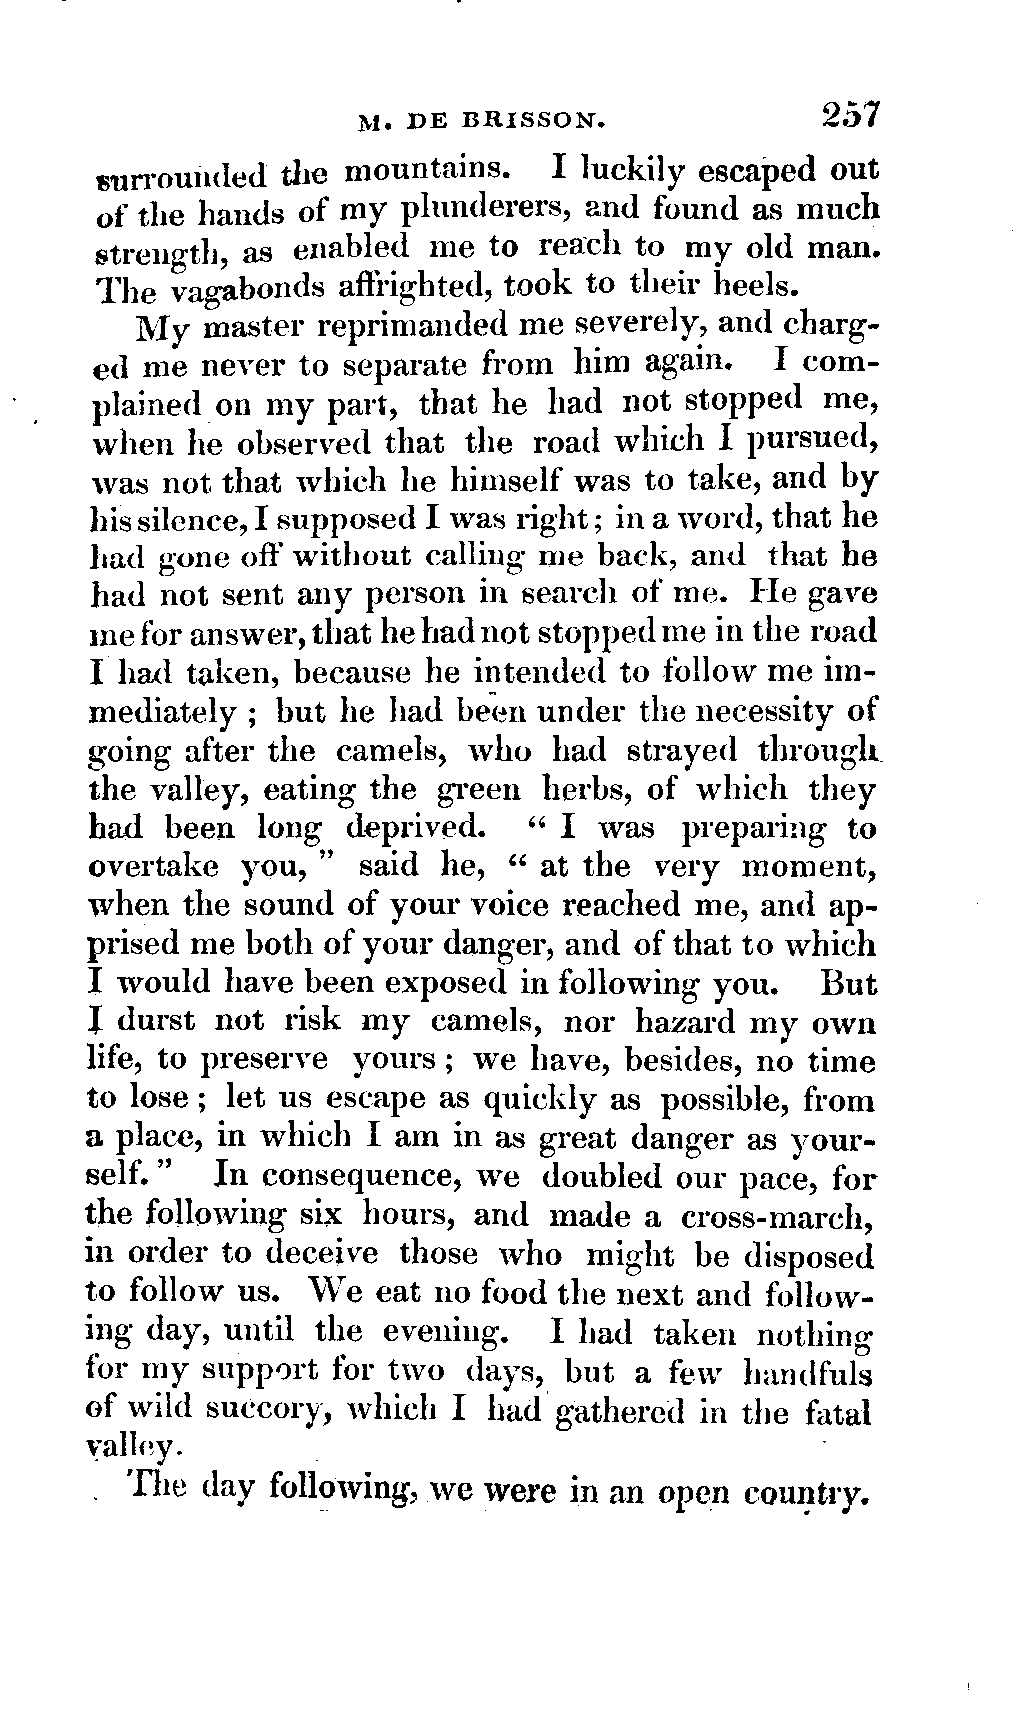 M. DE BRISSON. 257
surrounded the mountains. I luckily escaped out
of the hands of my plunderers, and found as much
strength, as enabled me to reach to my old man.
The vagabonds affrighted, took to their heels.
My master reprimanded me severely, and charg-
ed me never to separate from him again. I com-
plained on my part, that he had not stopped me,
when he observed that the road which I pursued,
was not that which he himself was to take, and by
his silence, I supposed I was right; in a word, that he
had gone off without calling me back, and that he
had not sent any person in search of me. He gave
me for answer, that he had not stopped me in the road
I had taken, because he intended to follow me im-
mediately ; but he had been under the necessity of
going after the camels, who had strayed through
the valley, eating the green herbs, of which they
had been long deprived. “ I was preparing to
overtake you, ” said he, “ at the very moment,
when the sound of your voice reached me, and ap-
prised me both of your danger, and of that to which
I would have been exposed in following you. But
I durst not risk my camels, nor hazard my own
life, to preserve yours ; we have, besides, no time
to lose ; let us escape as quickly as possible, from
a place, in which I am in as great danger as your-
self. ” In consequence, we doubled our pace, for
the following six hours, and made a cross-march,
in order to deceive those who might be disposed
to follow us. We eat no food the next and follow-
ing day, until the evening. I had taken nothing
for my support for two days, but a few handfuls
of wild succory, which I had gathered in the fatal
valley.
The day following, we were in an open country.